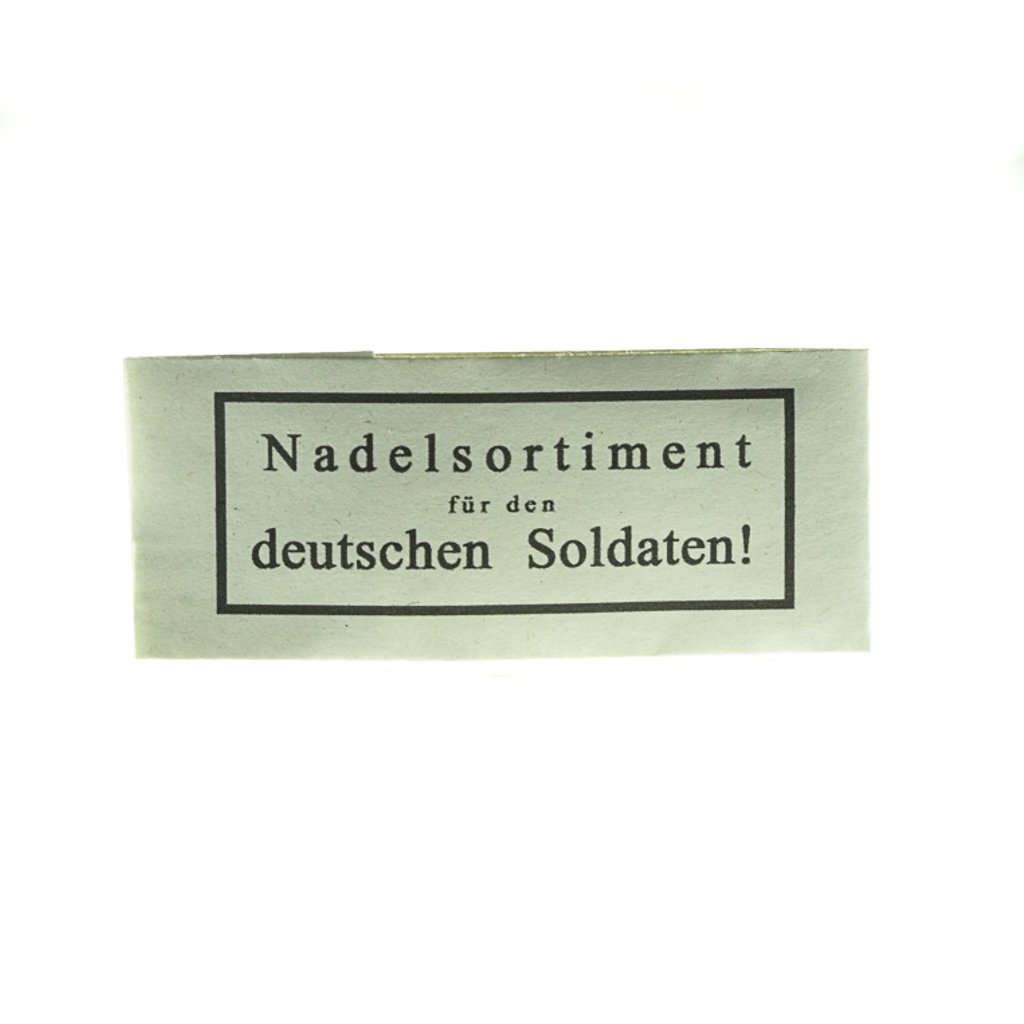 Nadelsortiment
für den
deutschen Soldaten!